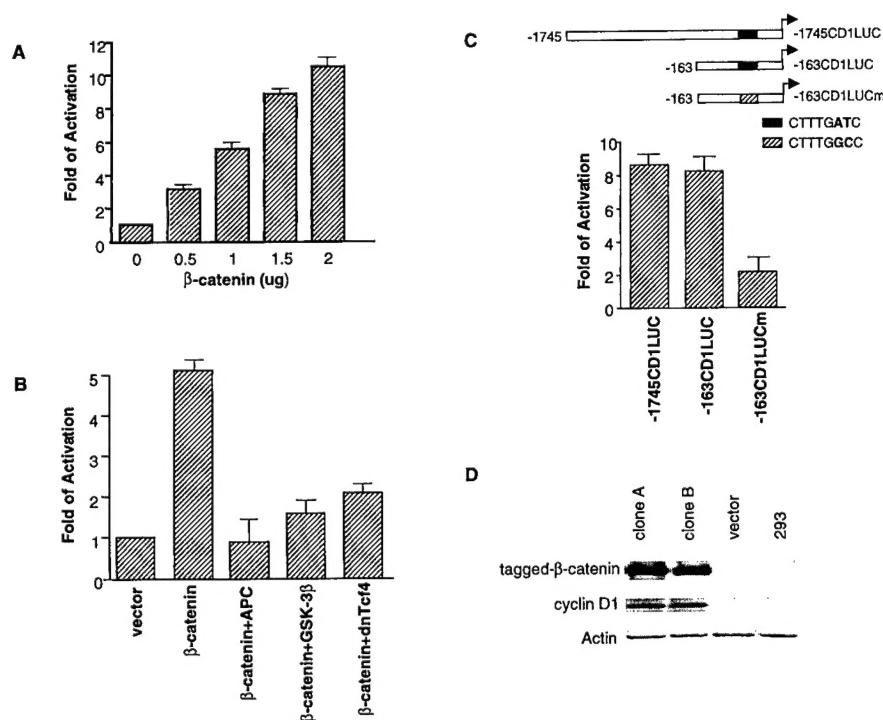 A
Fold of Activation
12
10
8
6
4
2
0
0 0.5 1 1.5 2
β-catenin (ug)
B
Fold of Activation
5
4
3
2
1
0
vector
β-catenin
β-catenin+APC
β-catenin+GSK-3β
β-catenin+dnTcf4
C
-1745 -1745CD1LUC
-163 -163CD1LUC
-163 -163CD1LUCm
CTTTGATC
CTTTGGCC
Fold of Activation
10
8
6
4
2
0
-1745CD1LUC
-163CD1LUC
-163CD1LUCm
D
clone A
clone B
vector
293
tagged-β-catenin
cyclin D1
Actin